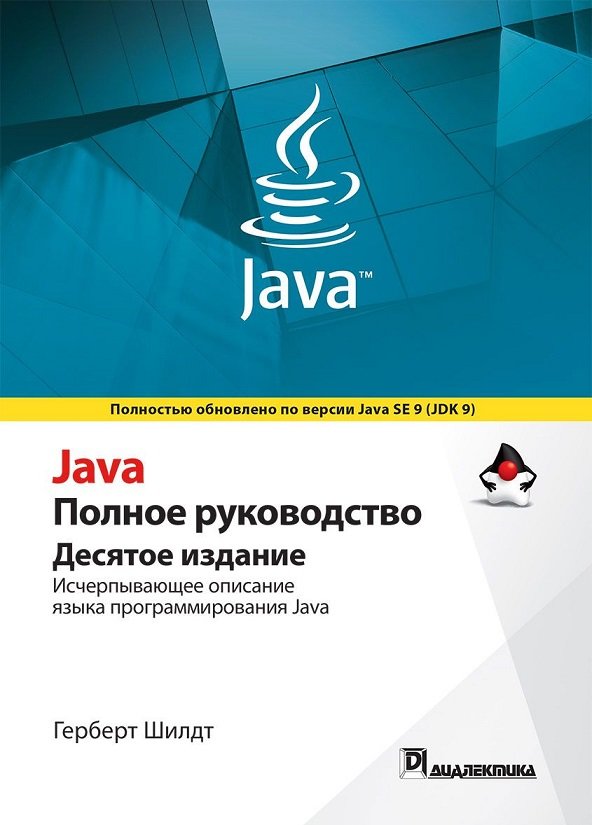 Java™
Полностью обновлено по версии Java SE 9 (JDK 9)
Java
Полное руководство
Десятое издание
Исчерпывающее описание
языка программирования Java
Герберт Шилдт
ДИАЛЕКТИКА